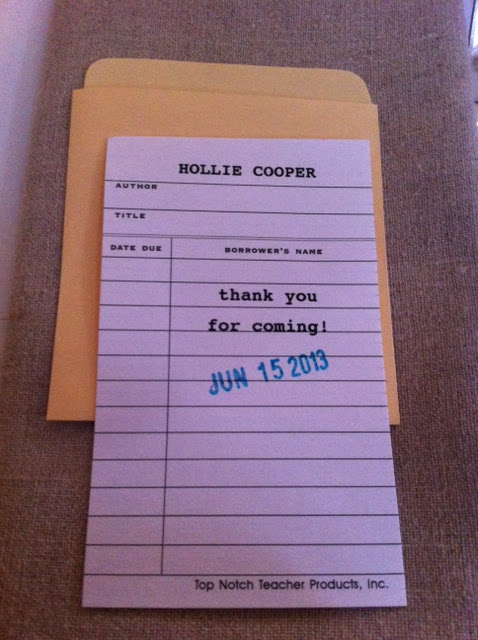 HOLLIE COOPER
AUTHOR
TITLE
DATE DUE BORROWER'S NAME
thank you
for coming!
JUN 15 2013
Top Notch Teacher Products, Inc.